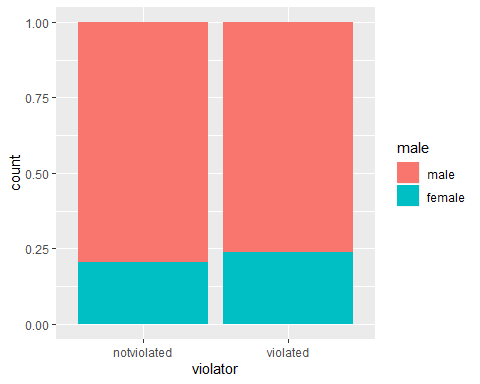 1.00
0.75
0.50
0.25
0.00
count
notviolated violated
violator
male
male
female